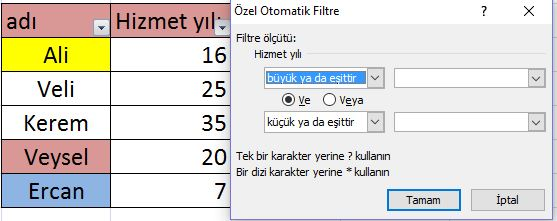 adı Hizmet yılı
Ali 16
Veli 25
Kerem 35
Veysel 20
Ercan 7
Özel Otomatik Filtre
Filtre ölçütü:
Hizmet yılı
büyük ya da eşittir
Ve Veya
küçük ya da eşittir
Tek bir karakter yerine ? kullanın
Bir dizi karakter yerine * kullanın
Tamam İptal